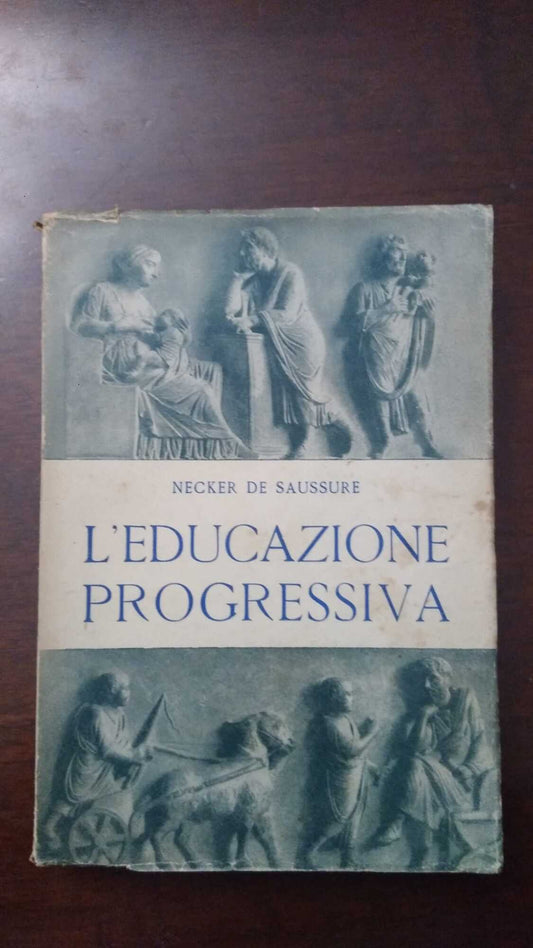 NECKER DE SAUSSURE
L'EDUCAZIONE
PROGRESSIVA